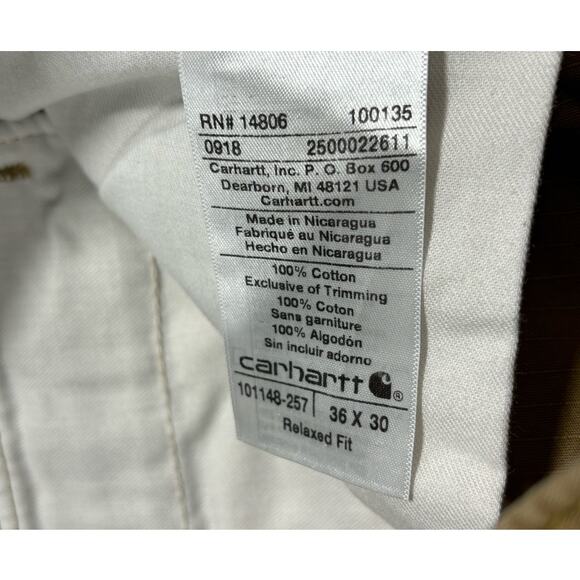 RN# 14806 100135
0918 2500022611
Carhartt, Inc. P. O. Box 600
Dearborn, MI 48121 USA
Carhartt.com
Made in Nicaragua
Fabriqué au Nicaragua
Hecho en Nicaragua
100% Cotton
Exclusive of Trimming
100% Coton
Sans garniture
100% Algodón
Sin incluir adorno
carhartt ®
101148-257 | 36 X 30
Relaxed Fit